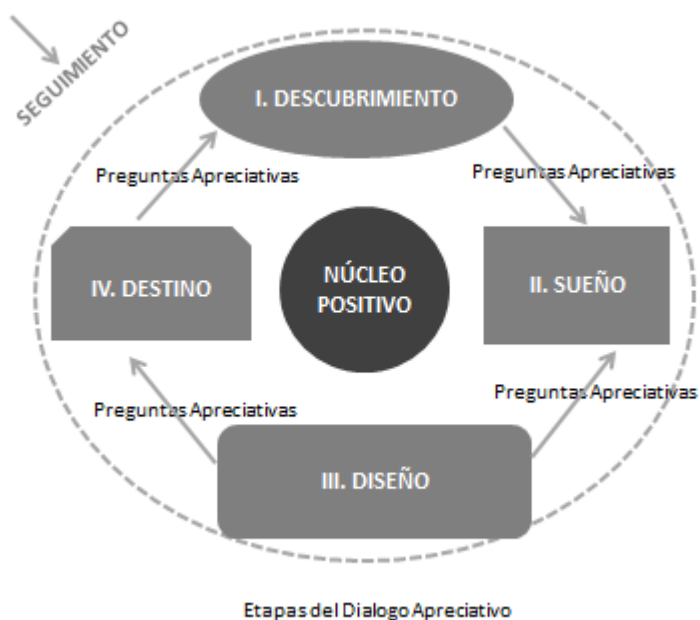 SEGUIMIENTO
I. DESCUBRIMIENTO
Preguntas Apreciativas
Preguntas Apreciativas
IV. DESTINO
NÚCLEO
POSITIVO
II. SUEÑO
Preguntas Apreciativas
Preguntas Apreciativas
III. DISEÑO
Etapas del Dialogo Apreciativo